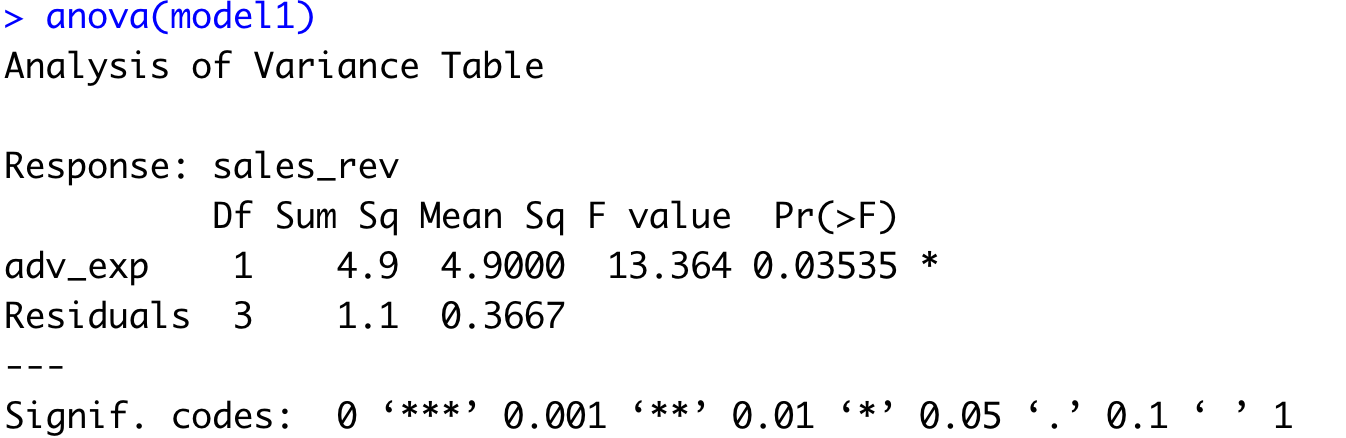 > anova(model1)
Analysis of Variance Table
Response: sales_rev
Df Sum Sq Mean Sq F value Pr(>F)
adv_exp 1 4.9 4.9000 13.364 0.03535 *
Residuals 3 1.1 0.3667
---
Signif. codes: 0 ‘***’ 0.001 ‘**’ 0.01 ‘*’ 0.05 ‘.’ 0.1 ‘ ’ 1